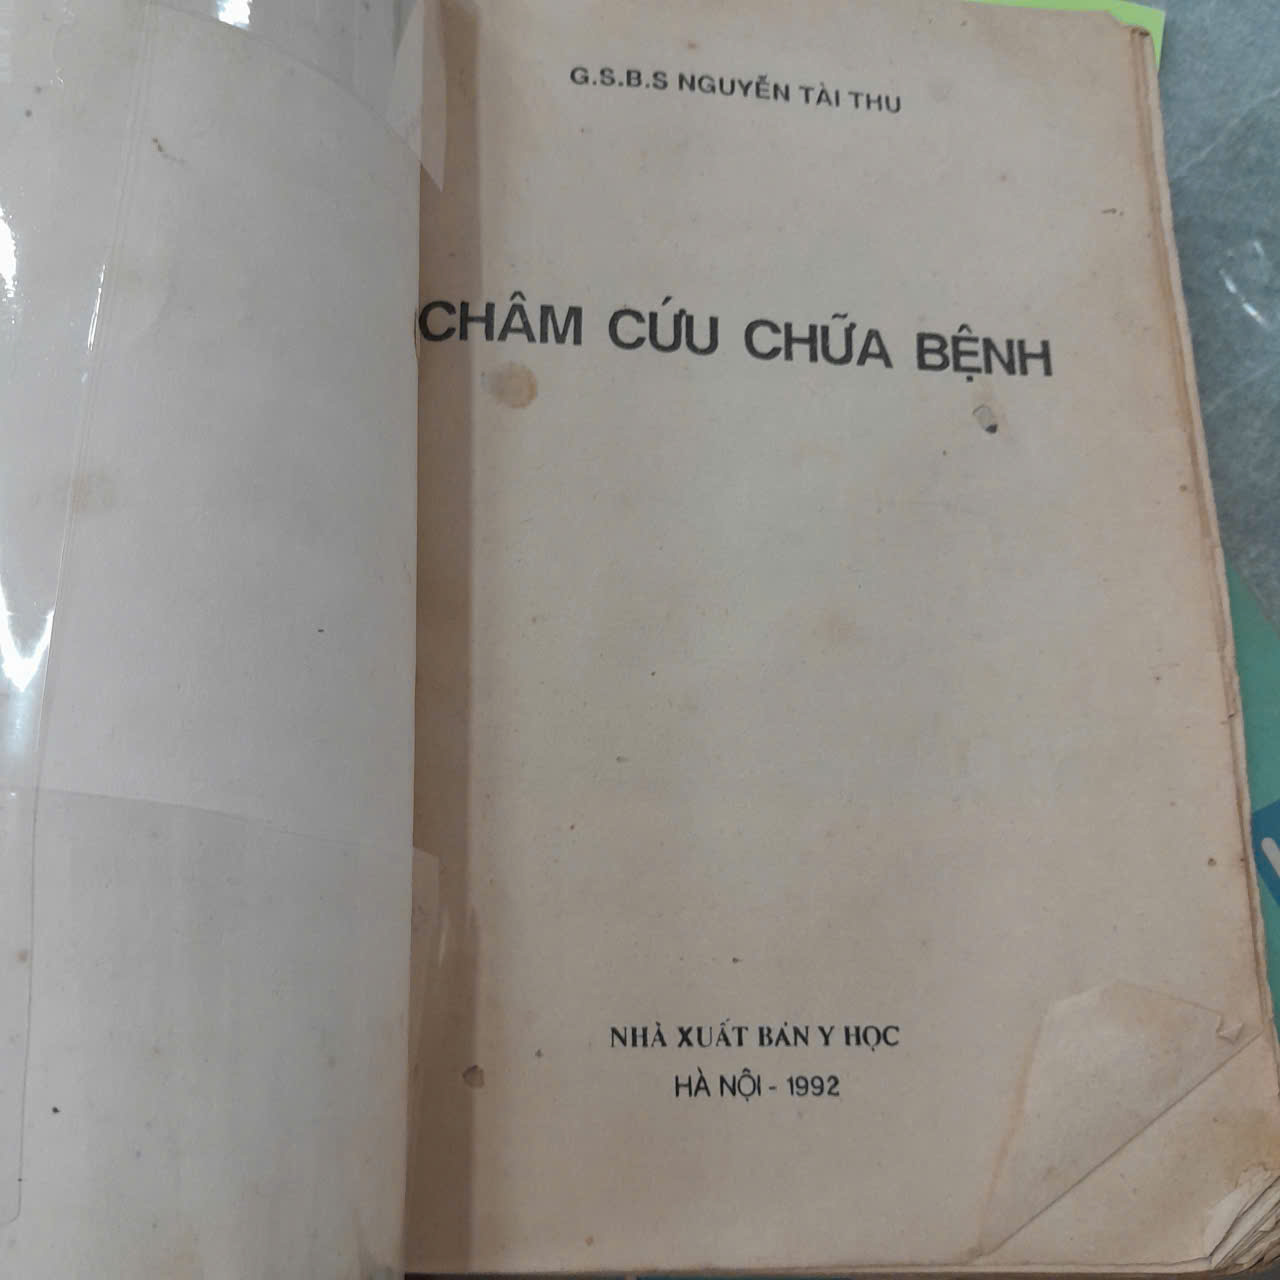 G.S.B.S NGUYỄN TÀI THU
CHÂM CỨU CHỮA BỆNH
NHÀ XUẤT BẢN Y HỌC
HÀ NỘI - 1992